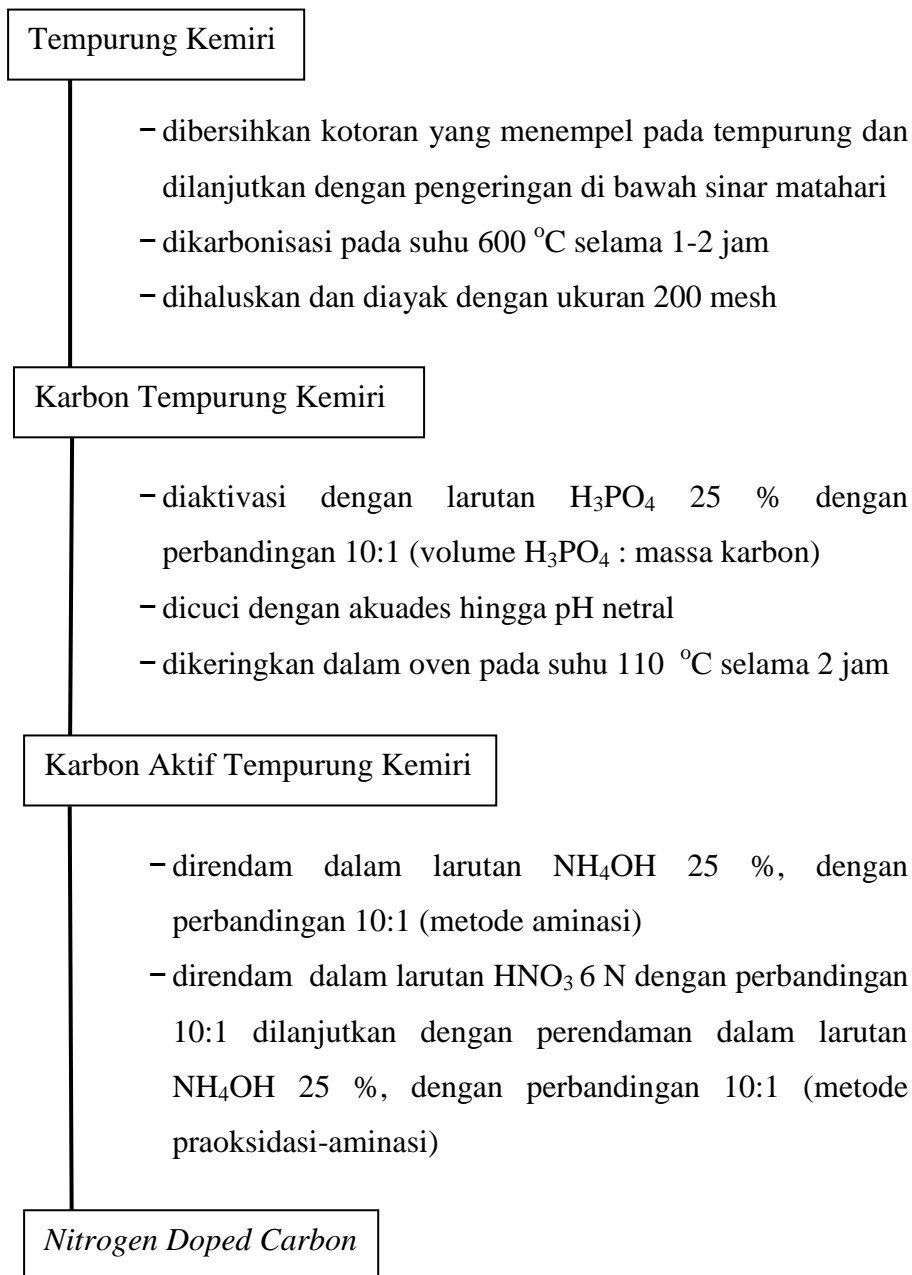 Tempurung Kemiri
− dibersihkan kotoran yang menempel pada tempurung dan
dilanjutkan dengan pengeringan di bawah sinar matahari
− dikarbonisasi pada suhu 600 °C selama 1-2 jam
− dihaluskan dan diayak dengan ukuran 200 mesh
Karbon Tempurung Kemiri
− diaktivasi dengan larutan H₃PO₄ 25 % dengan
perbandingan 10:1 (volume H₃PO₄ : massa karbon)
− dicuci dengan akuades hingga pH netral
− dikeringkan dalam oven pada suhu 110 °C selama 2 jam
Karbon Aktif Tempurung Kemiri
− direndam dalam larutan NH₄OH 25 %, dengan
perbandingan 10:1 (metode aminasi)
− direndam dalam larutan HNO₃ 6 N dengan perbandingan
10:1 dilanjutkan dengan perendaman dalam larutan
NH₄OH 25 %, dengan perbandingan 10:1 (metode
praoksidasi-aminasi)
Nitrogen Doped Carbon